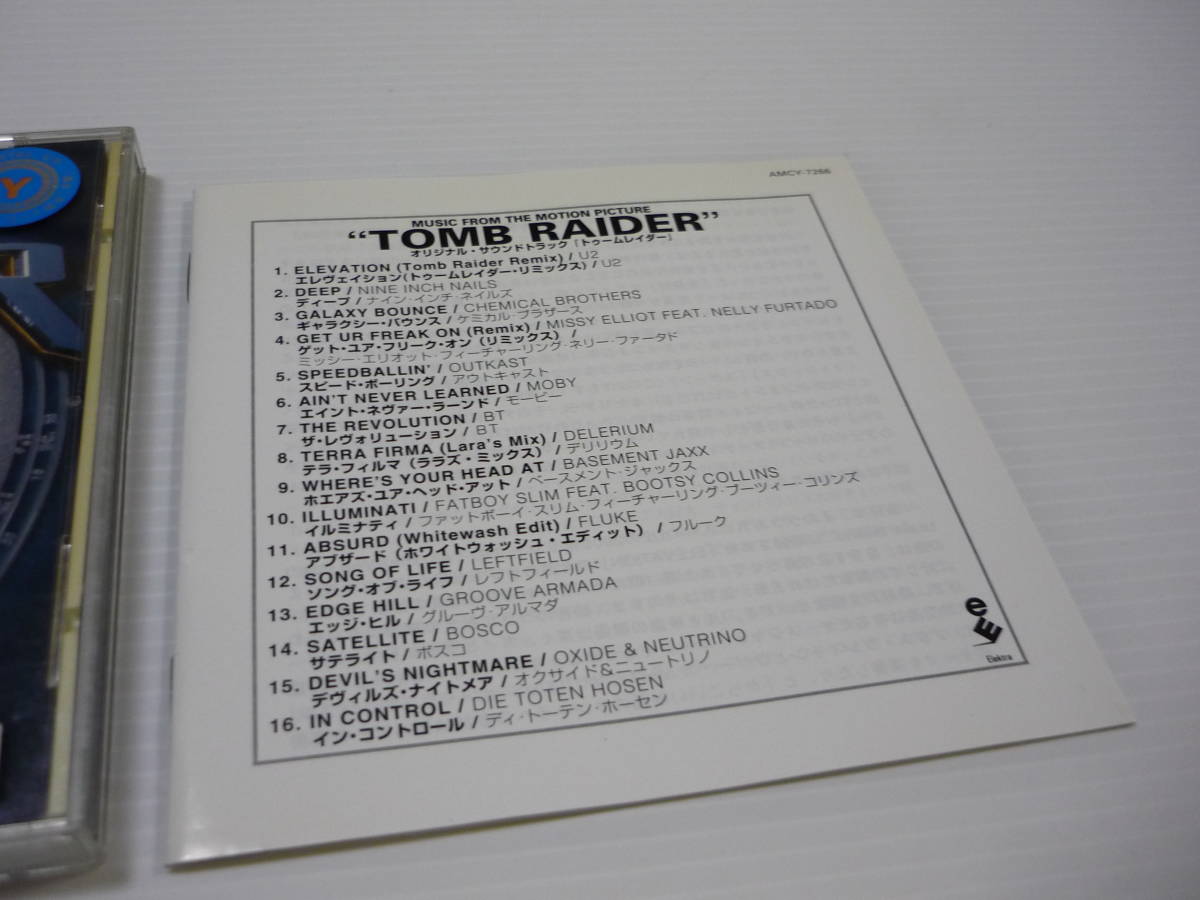 AMCY-7266
MUSIC FROM THE MOTION PICTURE
“TOMB RAIDER”
オリジナル・サウンドトラック「トゥームレイダー」
1. ELEVATION (Tomb Raider Remix) / U2
エレヴェイション(トゥームレイダー・リミックス) / U2
2. DEEP / NINE INCH NAILS
ディープ / ナイン・インチ・ネイルズ
3. GALAXY BOUNCE / CHEMICAL BROTHERS
ギャラクシー・バウンス / ケミカル・ブラザース
4. GET UR FREAK ON (Remix) / MISSY ELLIOT FEAT. NELLY FURTADO
ゲット・ユア・フリーク・オン (リミックス) /
ミッシー・エリオット・フィーチャーリング・ネリー・ファータド
5. SPEEDBALLIN' / OUTKAST
スピード・ボーリング / アウトキャスト
6. AIN'T NEVER LEARNED / MOBY
エイント・ネヴァー・ラーンド / モービー
7. THE REVOLUTION / BT
ザ・レヴォリューション / BT
8. TERRA FIRMA (Lara's Mix) / DELERIUM
テラ・フィルマ (ララズ・ミックス) / デリリウム
9. WHERE'S YOUR HEAD AT / BASEMENT JAXX
ホエアズ・ユア・ヘッド・アット / ベースメント・ジャックス
10. ILLUMINATI / FATBOY SLIM FEAT. BOOTSY COLLINS
イルミナティ / ファットボーイ・スリム・フィーチャーリング・ブーツィー・コリンズ
11. ABSURD (Whitewash Edit) / FLUKE
アブザード (ホワイトウォッシュ・エディット) / フルーク
12. SONG OF LIFE / LEFTFIELD
ソング・オブ・ライフ / レフトフィールド
13. EDGE HILL / GROOVE ARMADA
エッジ・ヒル / グルーヴ・アルマダ
14. SATELLITE / BOSCO
サテライト / ボスコ
15. DEVIL'S NIGHTMARE / OXIDE & NEUTRINO
デヴィルズ・ナイトメア / オクサイド&ニュートリノ
16. IN CONTROL / DIE TOTEN HOSEN
イン・コントロール / ディ・トーテン・ホーセン
Elektra
Y
R